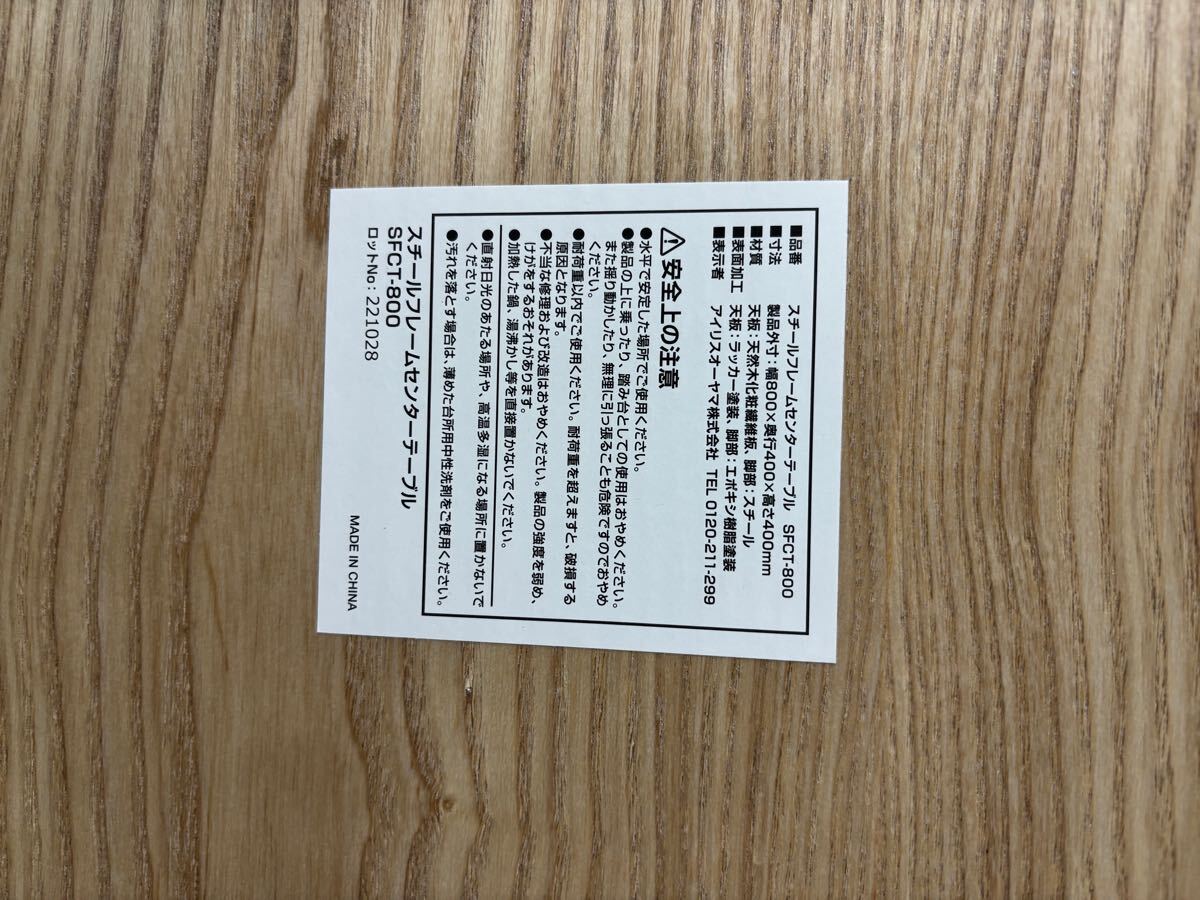 ■品番 スチールフレームセンターテーブル SFCT-800
■寸法 製品外寸：幅800×奥行400×高さ400mm
■材質 天板：天然木化粧繊維板、脚部：スチール
■表面加工 天板：ラッカー塗装、脚部：エポキシ樹脂塗装
■表示者 アイリスオーヤマ株式会社 TEL 0120-211-299
⚠安全上の注意
●水平で安定した場所でご使用ください。
●製品の上に乗ったり、踏み台としての使用はおやめください。
また揺り動かしたり、無理に引っ張ることも危険ですのでおやめ
ください。
●耐荷重以内でご使用ください。耐荷重を超えますと、破損する
原因となります。
●不当な修理および改造はおやめください。製品の強度を弱め、
けがをするおそれがあります。
●加熱した鍋、湯沸かし等を直接置かないでください。
●直射日光のあたる場所や、高温多湿になる場所に置かないで
ください。
●汚れを落とす場合は、薄めた台所用中性洗剤をご使用ください。
スチールフレームセンターテーブル
SFCT-800
ロットNo：221028
MADE IN CHINA